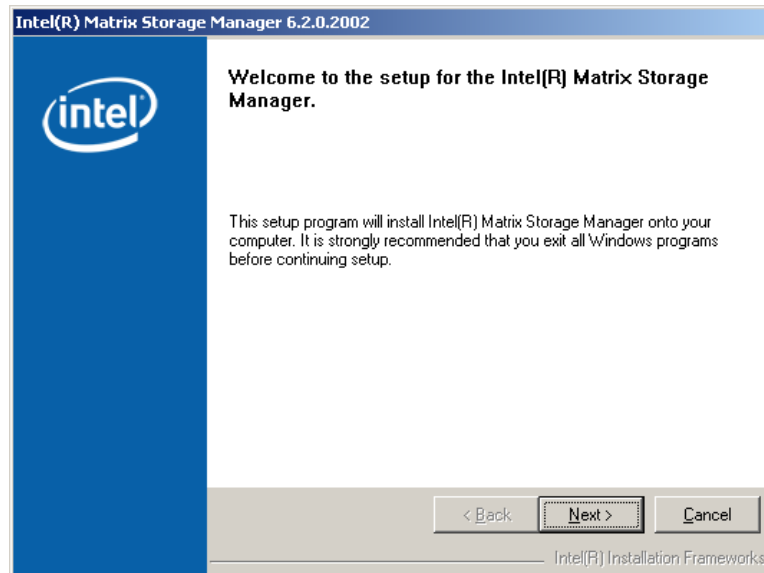 Intel(R) Matrix Storage Manager 6.2.0.2002
intel
Welcome to the setup for the Intel(R) Matrix Storage
Manager.
This setup program will install Intel(R) Matrix Storage Manager onto your
computer. It is strongly recommended that you exit all Windows programs
before continuing setup.
< Back
Next >
Cancel
Intel(R) Installation Frameworks